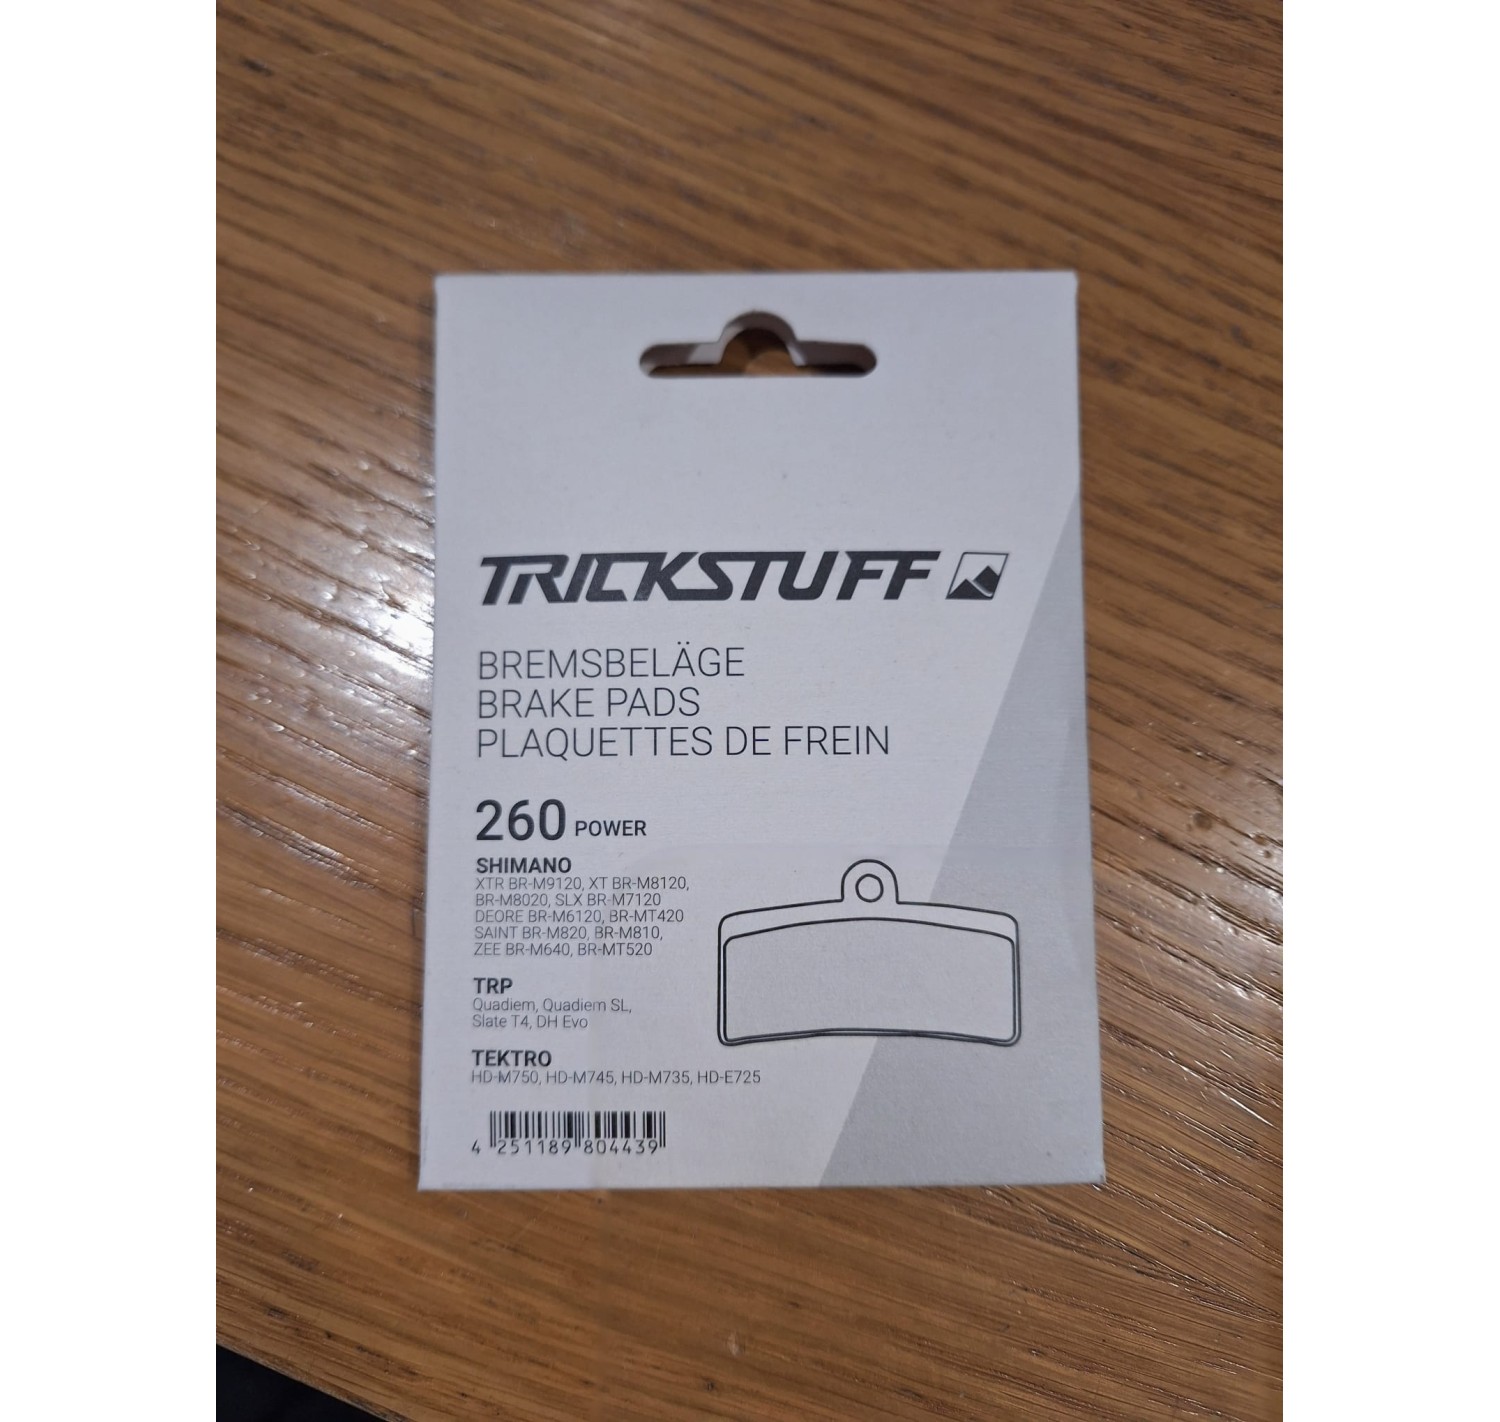 TRICKSTUFF
BREMSBELÄGE
BRAKE PADS
PLAQUETTES DE FREIN
260 POWER
SHIMANO
XTR BR-M9120, XT BR-M8120,
BR-M8020, SLX BR-M7120
DEORE BR-M6120, BR-MT420
SAINT BR-M820, BR-M810,
ZEE BR-M640, BR-MT520
TRP
Quadiem, Quadiem SL,
Slate T4, DH Evo
TEKTRO
HD-M750, HD-M745, HD-M735, HD-E725
4 251189 804439